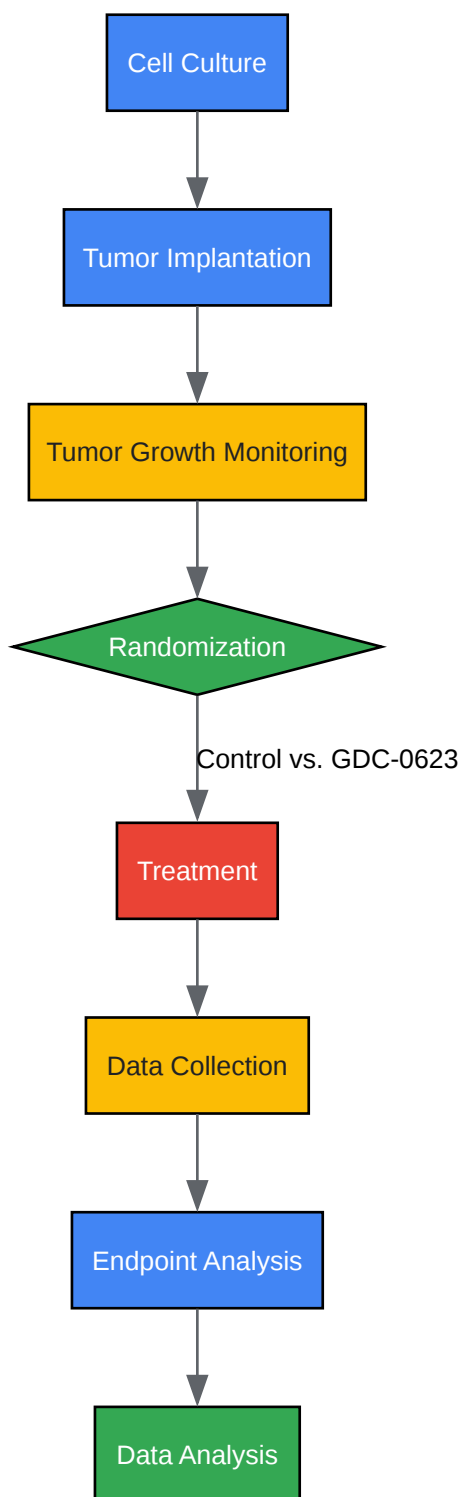 Cell Culture
Tumor Implantation
Tumor Growth Monitoring
Randomization
Control vs. GDC-0623
Treatment
Data Collection
Endpoint Analysis
Data Analysis